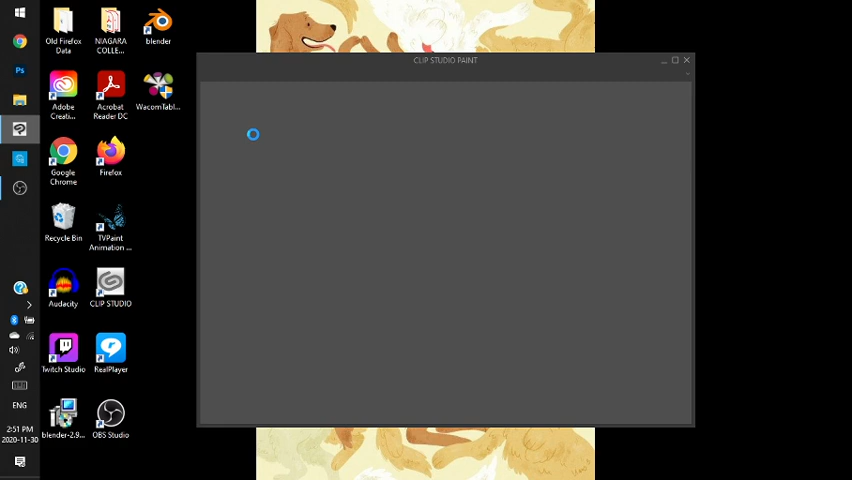 Old Firefox
Data
NIAGARA
COLLE...
blender
Ps
Adobe
Creati...
Acrobat
Reader DC
WacomTabl...
Google
Chrome
Firefox
Recycle Bin
TVPaint
Animation ...
Audacity
CLIP STUDIO
Twitch Studio
RealPlayer
blender-2.9...
OBS Studio
CLIP STUDIO PAINT
ENG
2:51 PM
2020-11-30